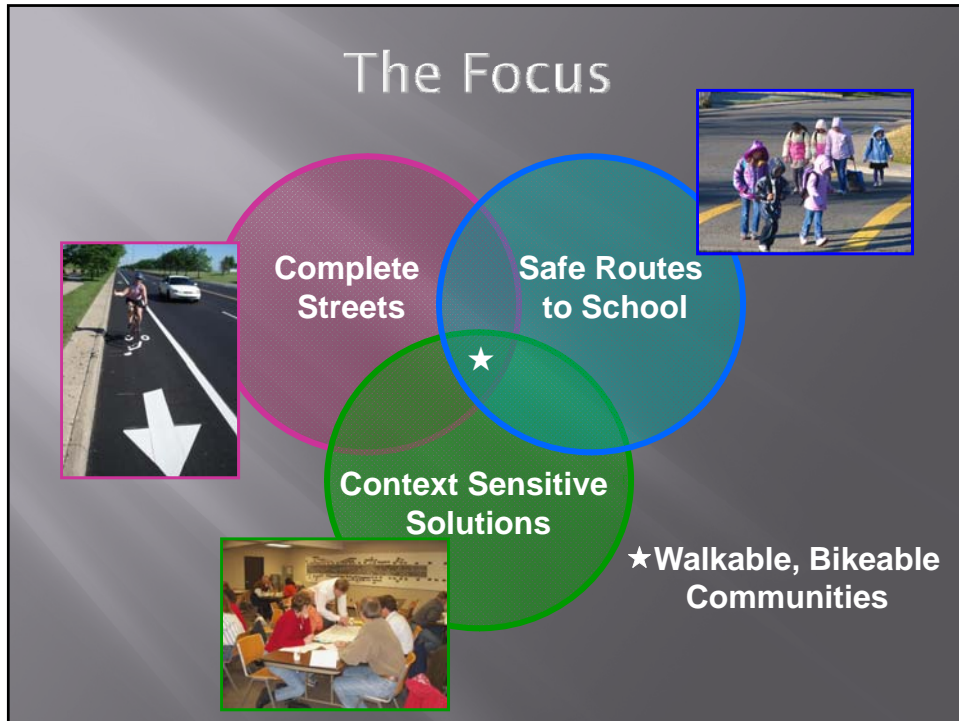 The Focus
Complete
Streets
Safe Routes
to School
★
Context Sensitive
Solutions
★Walkable, Bikeable
Communities